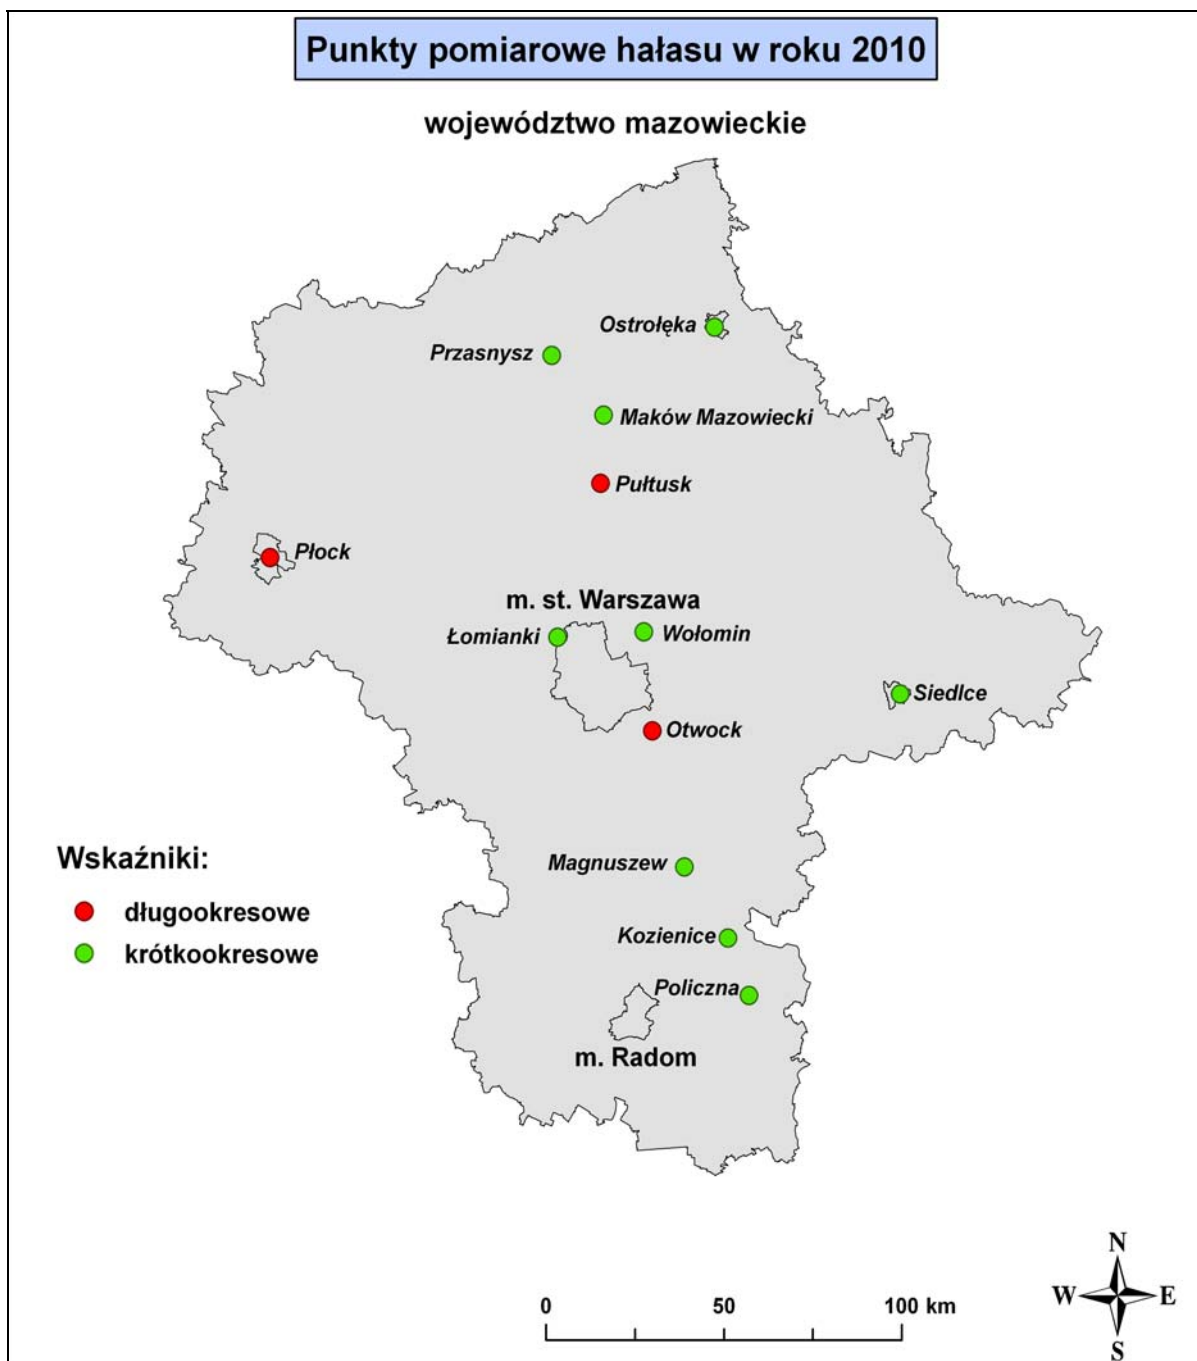 Punkty pomiarowe hałasu w roku 2010
województwo mazowieckie
Ostrołęka
Przasnysz
Maków Mazowiecki
Pułtusk
Płock
m. st. Warszawa
Łomianki
Wołomin
Siedlce
Otwock
Wskaźniki:
Magnuszew
długookresowe
Kozienice
krótkookresowe
Policzna
m. Radom
N
W
E
S
0
50
100 km